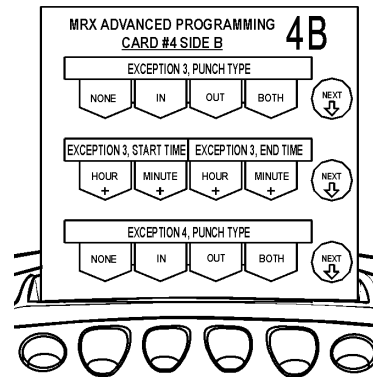 MRX ADVANCED PROGRAMMING 4B
CARD #4 SIDE B
EXCEPTION 3, PUNCH TYPE
NONE IN OUT BOTH NEXT
EXCEPTION 3, START TIME EXCEPTION 3, END TIME
HOUR + MINUTE + HOUR + MINUTE + NEXT
EXCEPTION 4, PUNCH TYPE
NONE IN OUT BOTH NEXT